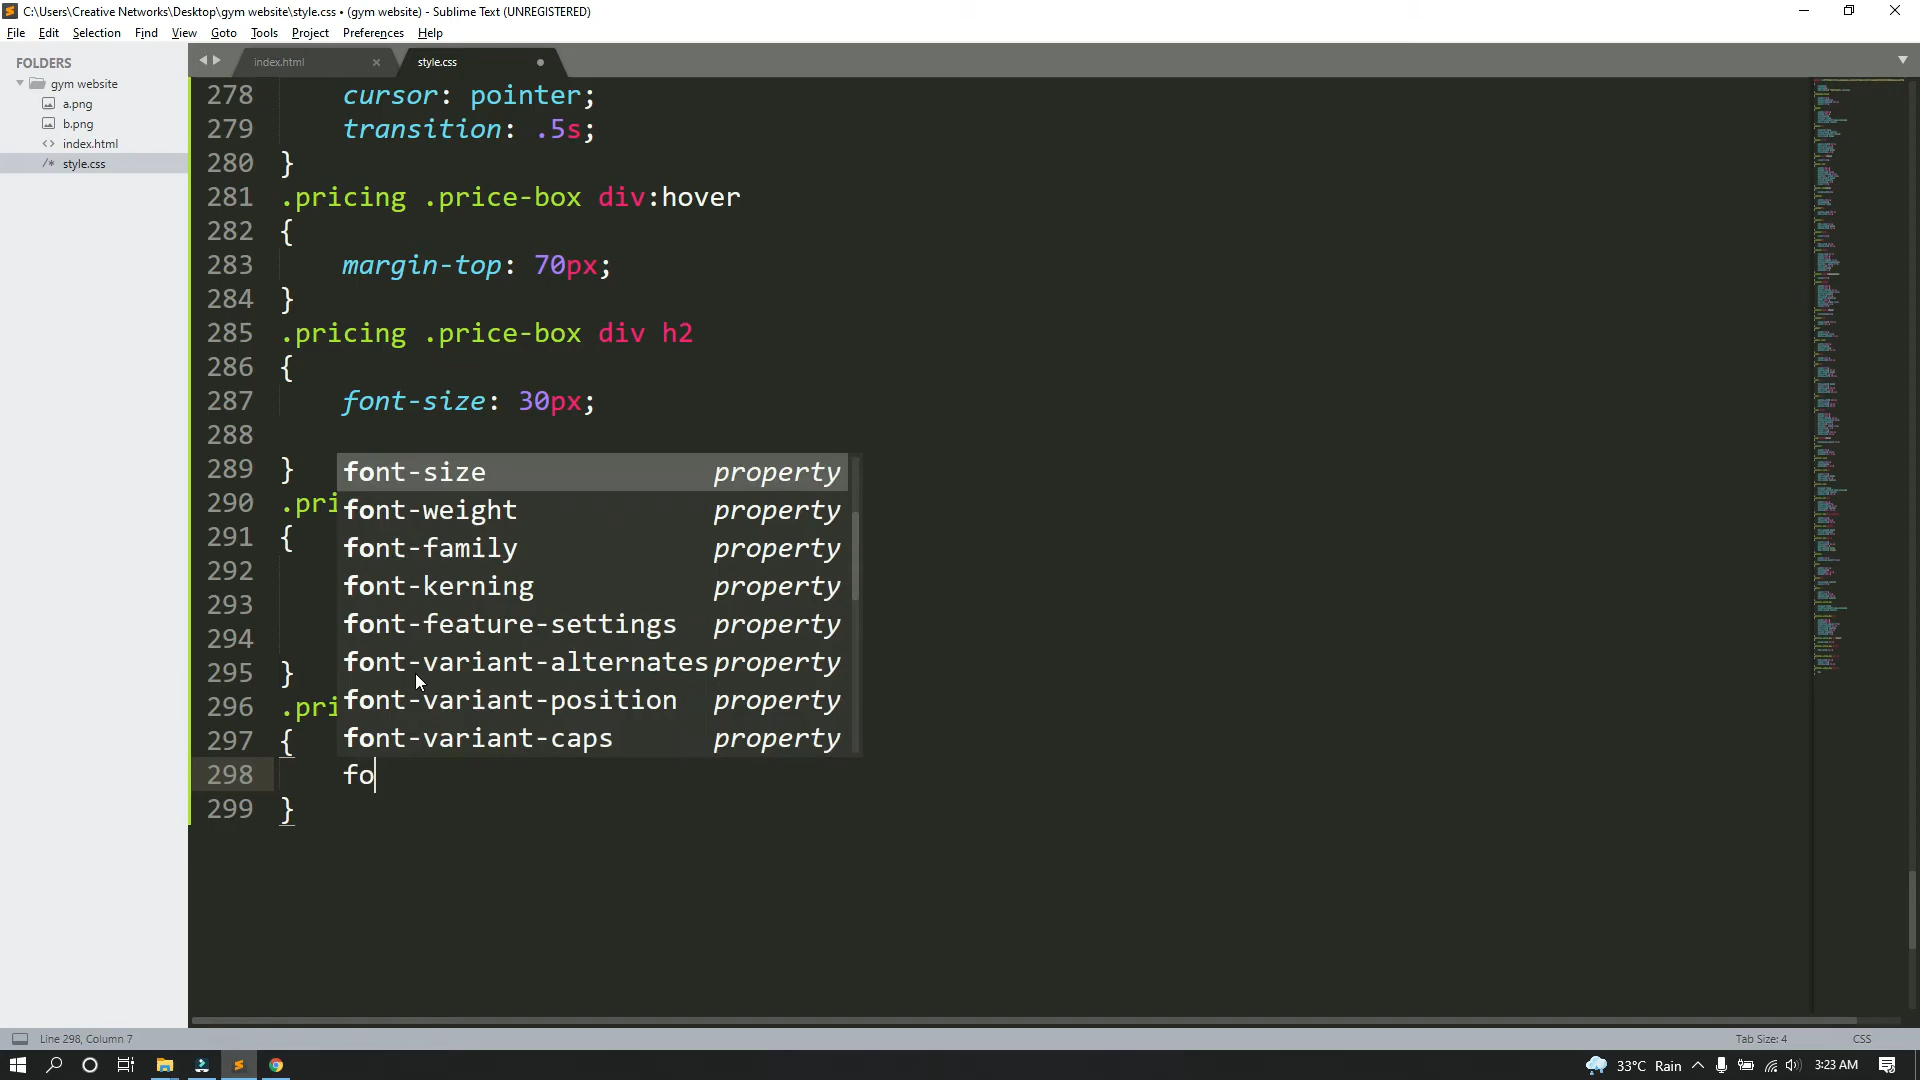 C:\Users\Creative Networks\Desktop\gym website\style.css • (gym website) - Sublime Text (UNREGISTERED)
File Edit Selection Find View Goto Tools Project Preferences Help
FOLDERS
gym website
a.png
b.png
index.html
style.css
index.html
style.css
278 cursor: pointer;
279 transition: .5s;
280 }
281 .pricing .price-box div:hover
282 {
283 margin-top: 70px;
284 }
285 .pricing .price-box div h2
286 {
287 font-size: 30px;
288
289 }
290 .pri
291 {
292
293
294
295 }
296 .pri
297 {
298 fo
299 }
font-size property
font-weight property
font-family property
font-kerning property
font-feature-settings property
font-variant-alternates property
font-variant-position property
font-variant-caps property
Line 298, Column 7
Tab Size: 4
CSS
33°C Rain
3:23 AM